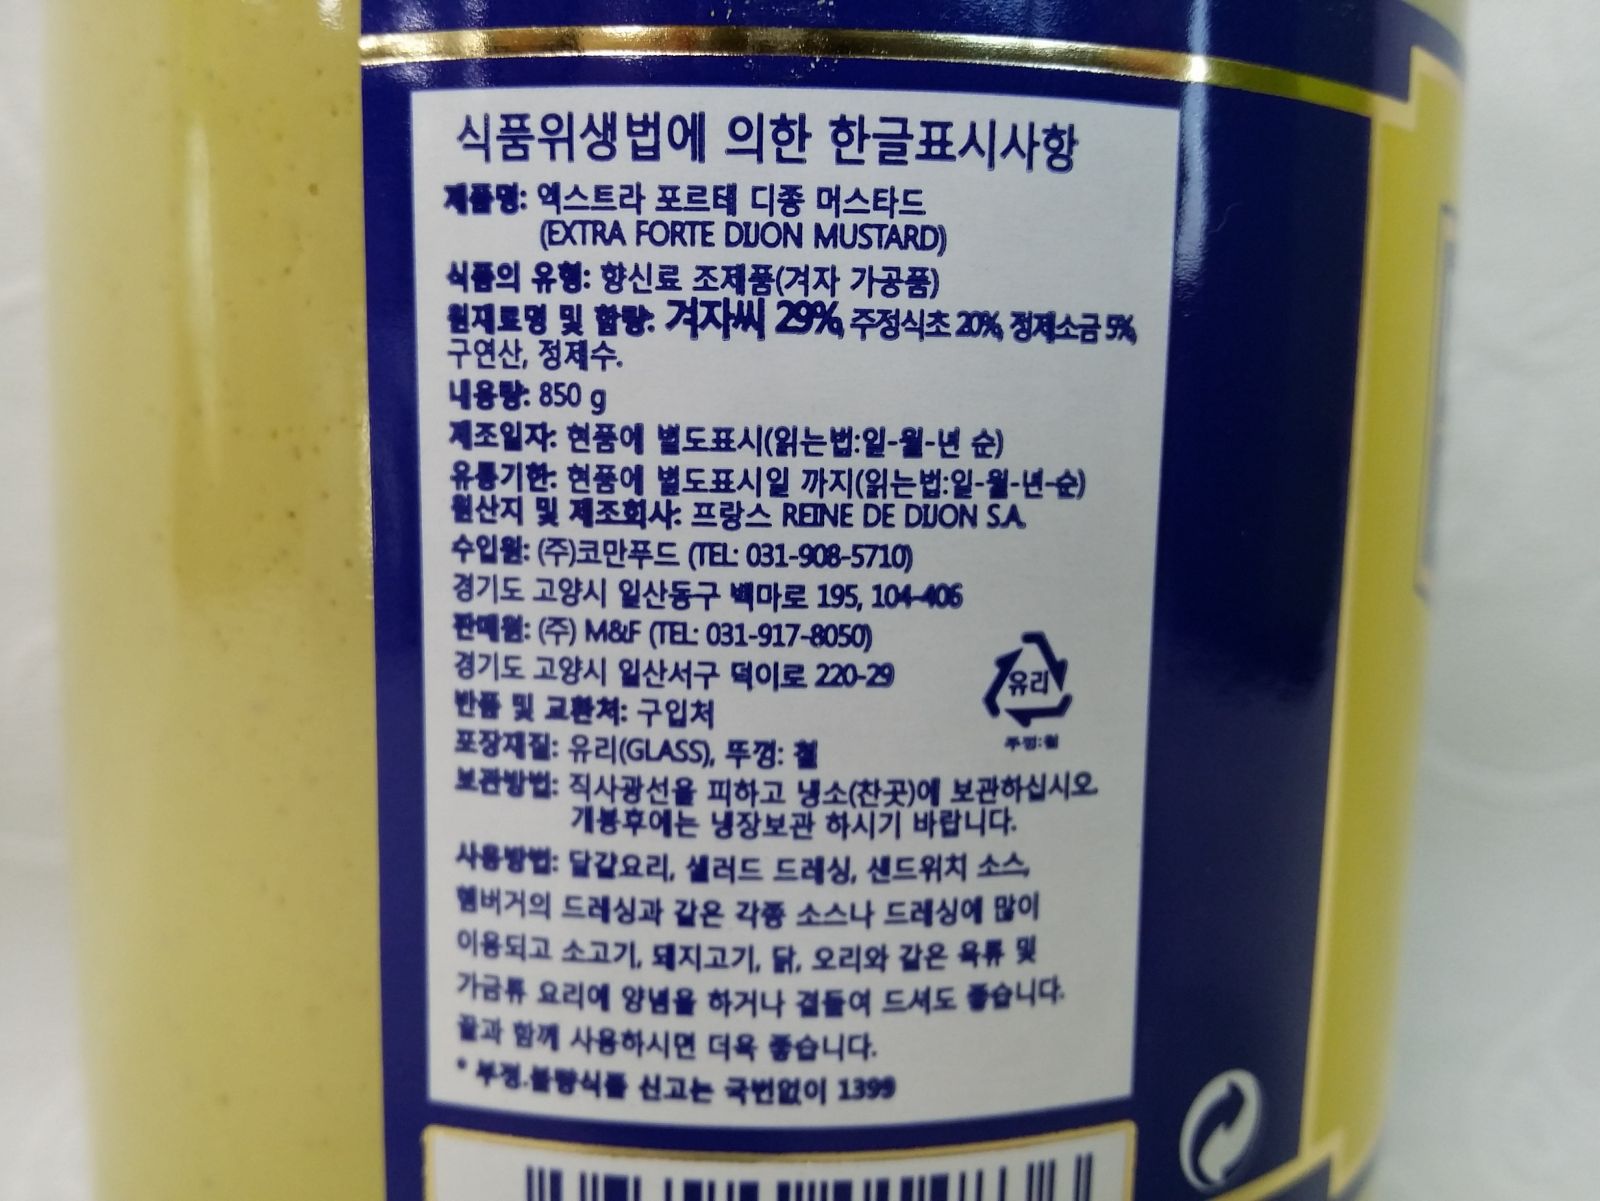 식품위생법에 의한 한글표시사항
제품명: 엑스트라 포르테 디종 머스타드
(EXTRA FORTE DIJON MUSTARD)
식품의 유형: 향신료 조제품(겨자 가공품)
원재료명 및 함량: 겨자씨 29%, 주정식초 20%, 정제소금 5%,
구연산, 정제수.
내용량: 850 g
제조일자: 현품에 별도표시(읽는법:일-월-년 순)
유통기한: 현품에 별도표시일 까지(읽는법:일-월-년-순)
원산지 및 제조회사: 프랑스 REINE DE DIJON S.A.
수입원: (주)코만푸드 (TEL: 031-908-5710)
경기도 고양시 일산동구 백마로 195, 104-406
판매원: (주) M&F (TEL: 031-917-8050)
경기도 고양시 일산서구 덕이로 220-29
반품 및 교환처: 구입처
유리
포장재질: 유리(GLASS), 뚜껑: 철
뚜껑:철
보관방법: 직사광선을 피하고 냉소(찬곳)에 보관하십시오.
개봉후에는 냉장보관 하시기 바랍니다.
사용방법: 달걀요리, 샐러드 드레싱, 샌드위치 소스,
햄버거의 드레싱과 같은 각종 소스나 드레싱에 많이
이용되고 소고기, 돼지고기, 닭, 오리와 같은 육류 및
가금류 요리에 양념을 하거나 곁들여 드셔도 좋습니다.
꿀과 함께 사용하시면 더욱 좋습니다.
* 부정.불량식품 신고는 국번없이 1399